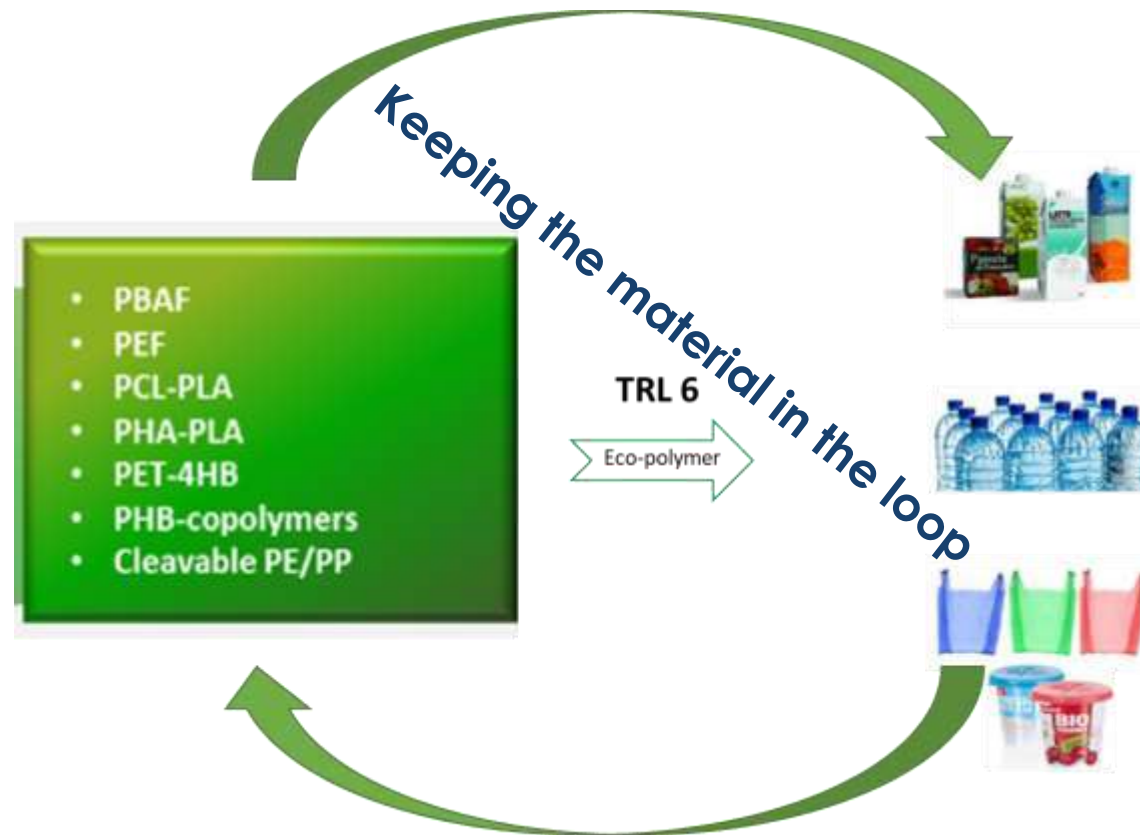 Keeping the material in the loop
• PBAF
• PEF
• PCL-PLA
• PHA-PLA
• PET-4HB
• PHB-copolymers
• Cleavable PE/PP
TRL 6
Eco-polymer
BIO